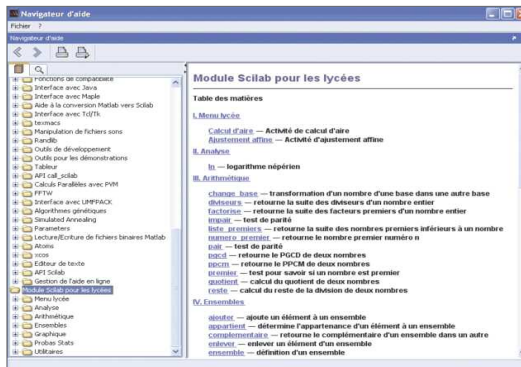 Navigateur d'aide
Fichier ?
Navigateur d'aide
Fonctions de compatibilité
Interface avec Java
Interface avec Maple
Aide à la conversion Matlab vers Scilab
Interface avec Tcl/Tk
texmacs
Manipulation de fichiers sons
Randlib
Outils de développement
Outils pour les démonstrations
Tableur
API call_scilab
Calculs Parallèles avec PVM
FFTW
Interface avec UMFPACK
Algorithmes génétiques
Simulated Annealing
Parameters
Lecture/Ecriture de fichiers binaires Matlab
Atoms
xcos
Editeur de texte
API Scilab
Gestion de l'aide en ligne
Module Scilab pour les lycées
Menu lycée
Analyse
Arithmétique
Ensembles
Graphique
Probas Stats
Utilitaires
Module Scilab pour les lycées
Table des matières
I. Menu lycée
Calcul d'aire — Activité de calcul d'aire
Ajustement affine — Activité d'ajustement affine
II. Analyse
ln — logarithme népérien
III. Arithmétique
change_base — transformation d'un nombre d'une base dans une autre base
diviseurs — retourne la suite des diviseurs d'un nombre entier
factorise — retourne la suite des facteurs premiers d'un nombre entier
impair — test de parité
liste_premiers — retourne la suite des nombres premiers inférieurs à un nombre
numero_premier — retourne le nombre premier numéro n
pair — test de parité
pgcd — retourne le PGCD de deux nombres
ppcm — retourne le PPCM de deux nombres
premier — test pour savoir si un nombre est premier
quotient — calcul du quotient de deux nombres
reste — calcul du reste de la division de deux nombres
IV. Ensembles
ajouter — ajoute un élément à un ensemble
appartient — détermine l'appartenance d'un élément à un ensemble
complementaire — retourne le complémentaire d'un ensemble dans un autre
enlever — enlever un élément d'un ensemble
ensemble — définition d'un ensemble